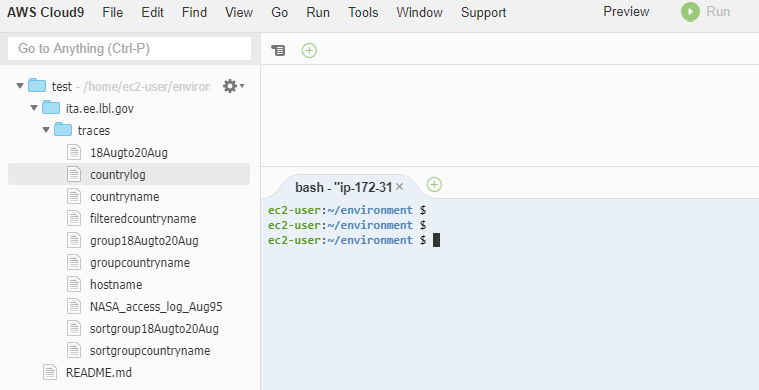 AWS Cloud9 File Edit Find View Go Run Tools Window Support Preview Run
Go to Anything (Ctrl-P)
test - /home/ec2-user/environ
ita.ee.lbl.gov
traces
18Augto20Aug
countrylog
countryname
filteredcountryname
group18Augto20Aug
groupcountryname
hostname
NASA_access_log_Aug95
sortgroup18Augto20Aug
sortgroupcountryname
README.md
bash - "ip-172-31
ec2-user:~/environment $
ec2-user:~/environment $
ec2-user:~/environment $